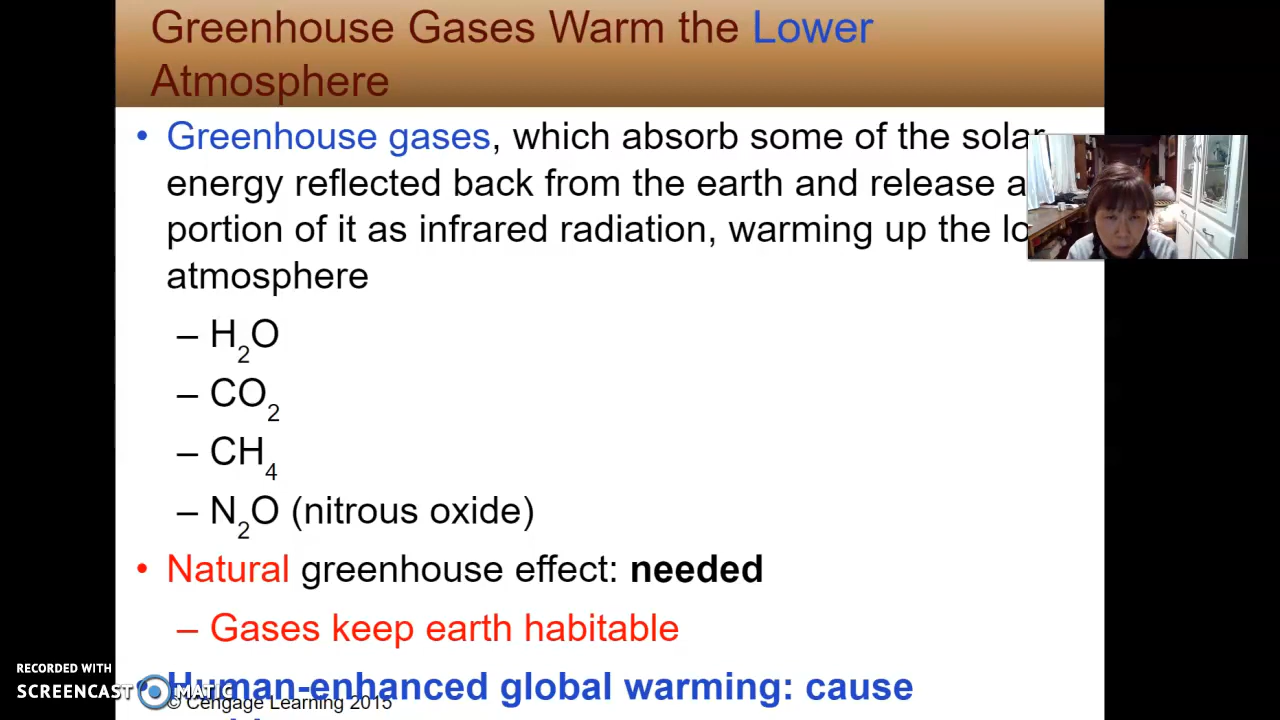 Greenhouse Gases Warm the Lower
Atmosphere
• Greenhouse gases, which absorb some of the solar
energy reflected back from the earth and release a
portion of it as infrared radiation, warming up the lo
atmosphere
– H₂O
– CO₂
– CH₄
– N₂O (nitrous oxide)
• Natural greenhouse effect: needed
– Gases keep earth habitable
• Human-enhanced global warming: cause
© Cengage Learning 2015
RECORDED WITH
SCREENCAST MATIC